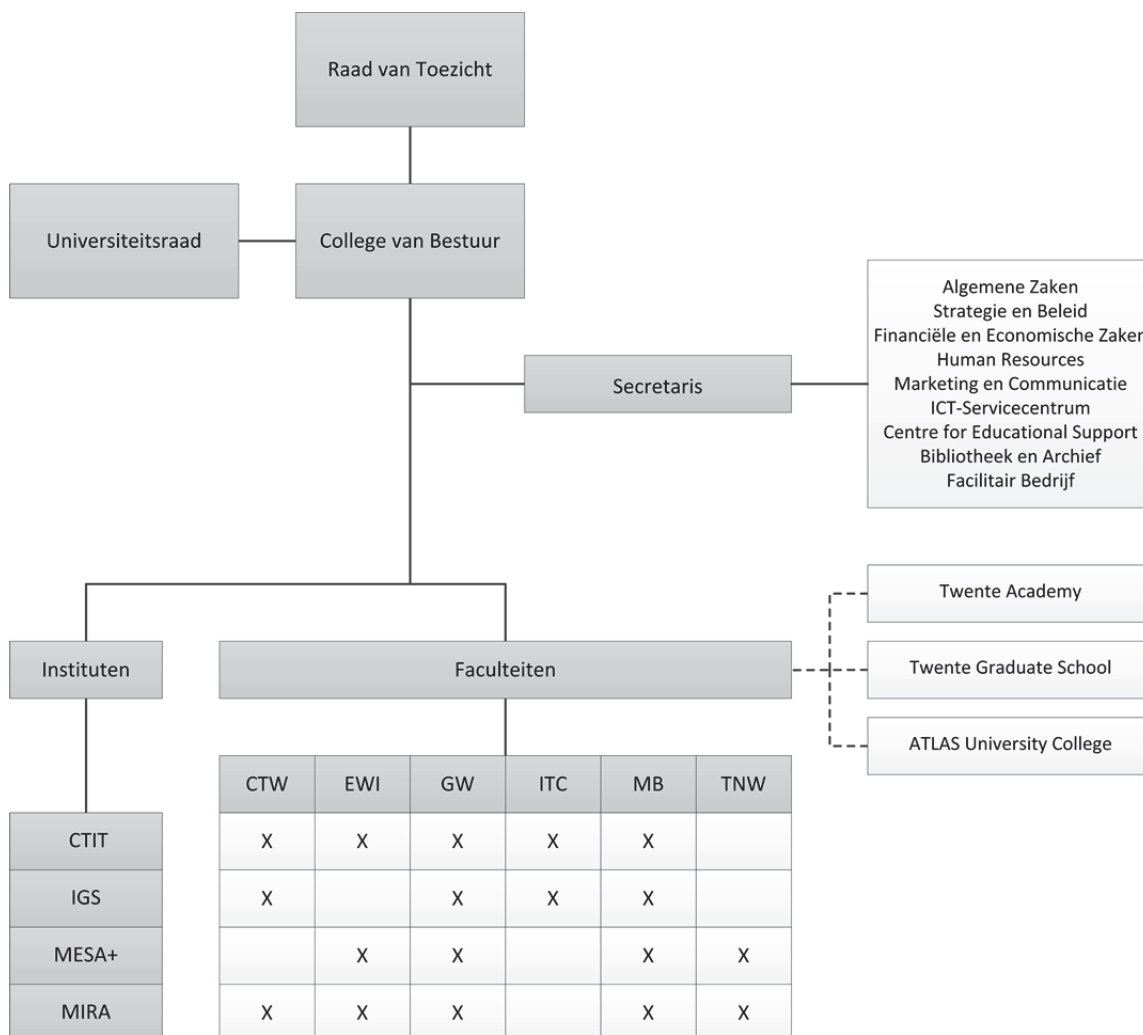 Raad van Toezicht
Universiteitsraad
College van Bestuur
Secretaris
Algemene Zaken
Strategie en Beleid
Financiële en Economische Zaken
Human Resources
Marketing en Communicatie
ICT-Servicecentrum
Centre for Educational Support
Bibliotheek en Archief
Facilitair Bedrijf
Twente Academy
Instituten
Faculteiten
Twente Graduate School
ATLAS University College
CTW EWI GW ITC MB TNW
CTIT X X X X X
IGS X X X X
MESA+ X X X X
MIRA X X X X X